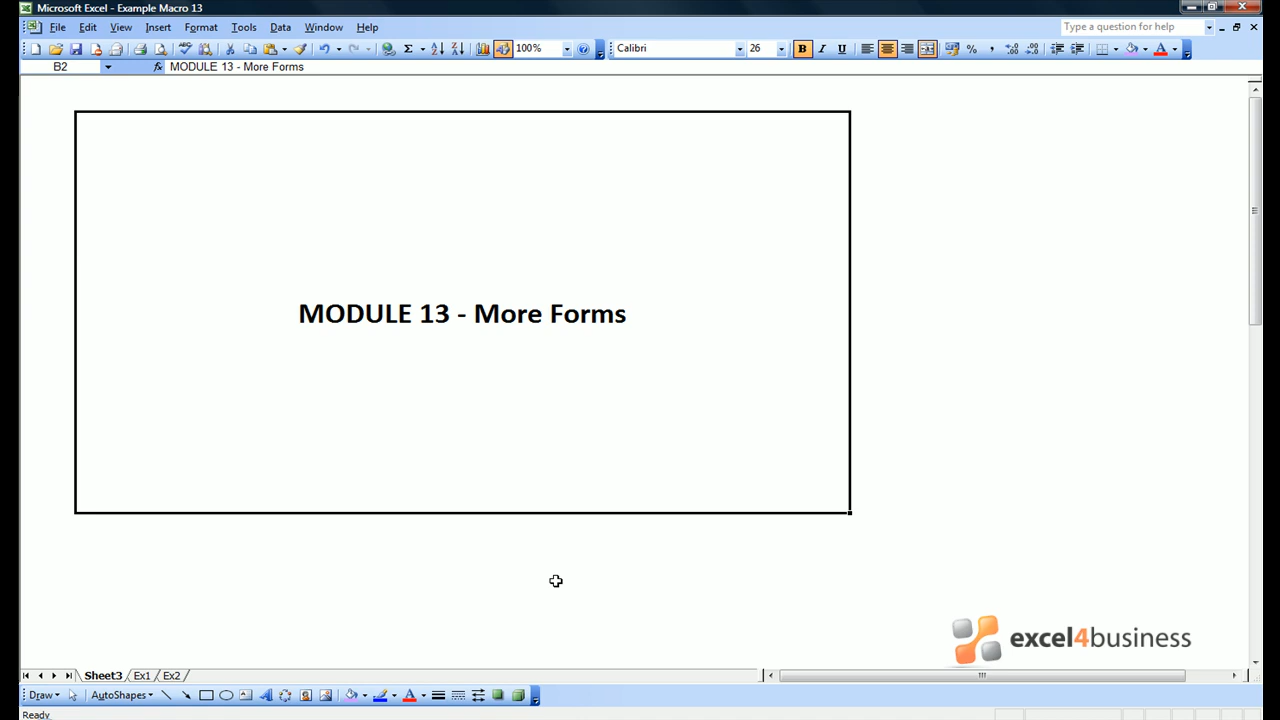 Microsoft Excel - Example Macro 13
File Edit View Insert Format Tools Data Window Help
Type a question for help
100%
Calibri
26
B I U
B2
fx MODULE 13 - More Forms
MODULE 13 - More Forms
excel4business
Sheet3 Ex1 Ex2
Draw AutoShapes
Ready